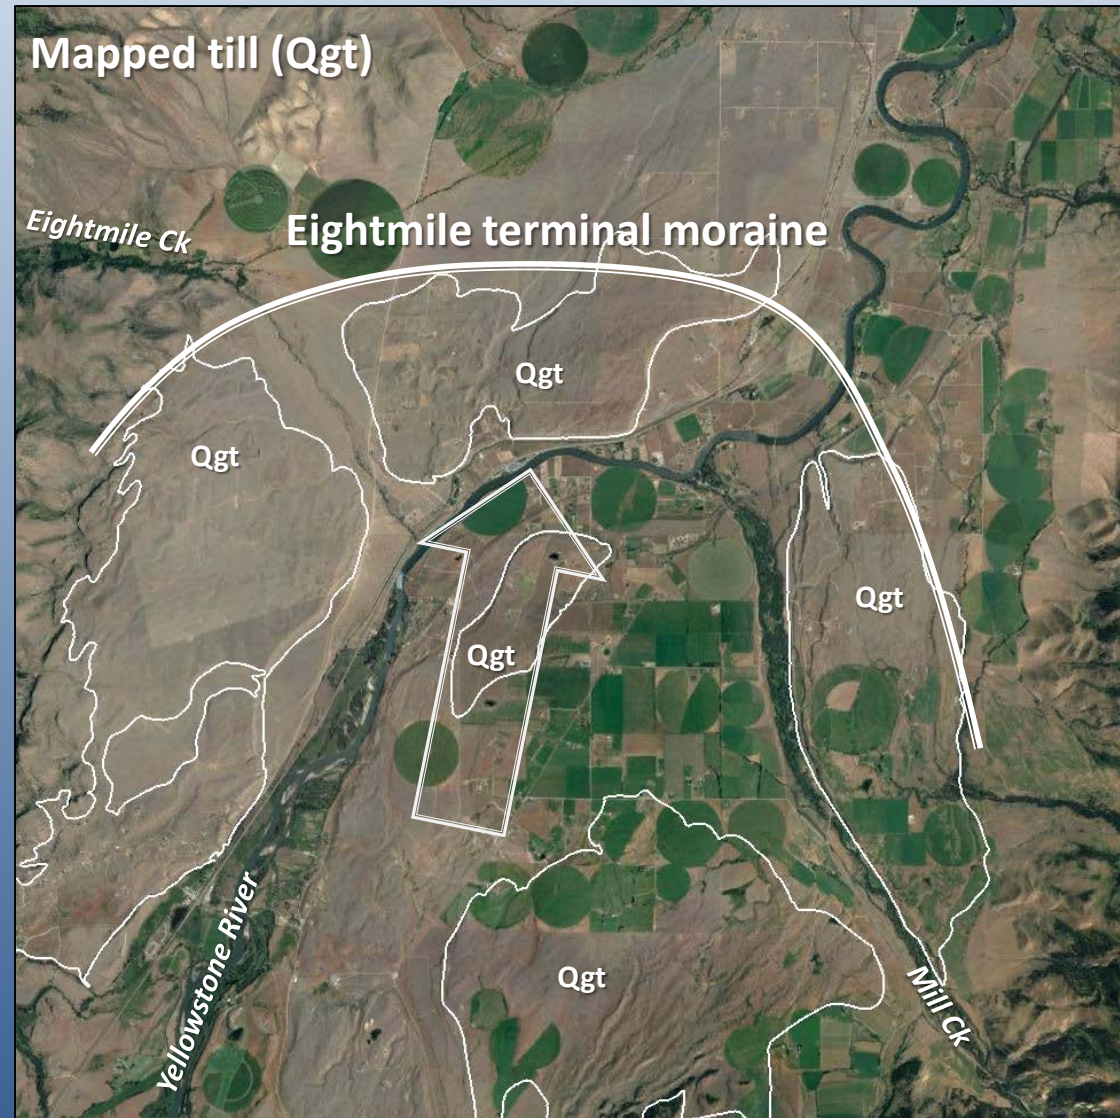 Mapped till (Qgt)
Eightmile Ck
Eightmile terminal moraine
Qgt
Qgt
Qgt
Qgt
Qgt
Mill Ck
Yellowstone River